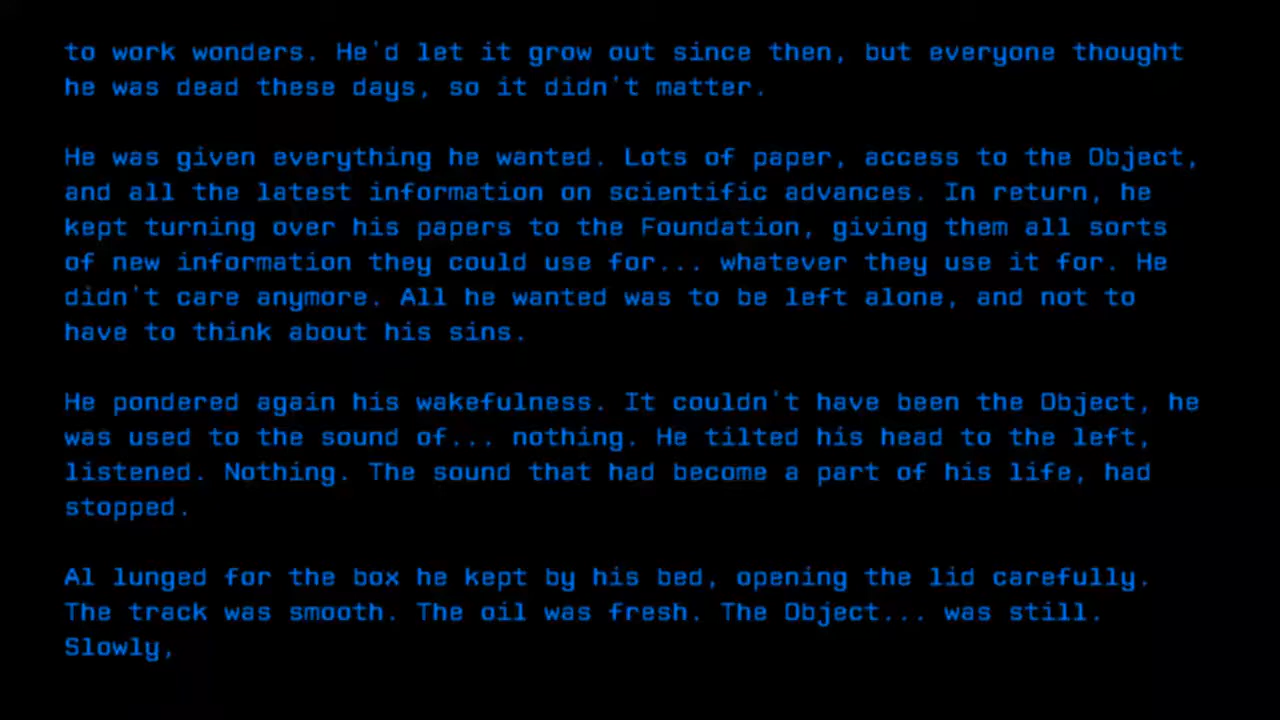 to work wonders. He'd let it grow out since then, but everyone thought
he was dead these days, so it didn't matter.
He was given everything he wanted. Lots of paper, access to the Object,
and all the latest information on scientific advances. In return, he
kept turning over his papers to the Foundation, giving them all sorts
of new information they could use for... whatever they use it for. He
didn't care anymore. All he wanted was to be left alone, and not to
have to think about his sins.
He pondered again his wakefulness. It couldn't have been the Object, he
was used to the sound of... nothing. He tilted his head to the left,
listened. Nothing. The sound that had become a part of his life, had
stopped.
Al lunged for the box he kept by his bed, opening the lid carefully.
The track was smooth. The oil was fresh. The Object... was still.
Slowly,